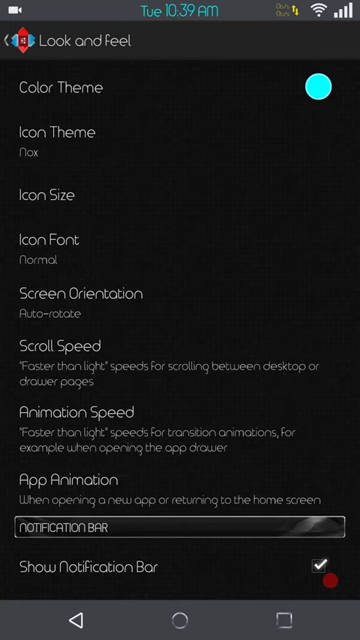 Tue 10:39 AM
0b/s
0b/s
Look and feel
Color Theme
Icon Theme
Nox
Icon Size
Icon Font
Normal
Screen Orientation
Auto-rotate
Scroll Speed
"Faster than light" speeds for scrolling between desktop or
drawer pages
Animation Speed
"Faster than light" speeds for transition animations, for
example when opening the app drawer
App Animation
When opening a new app or returning to the home screen
NOTIFICATION BAR
Show Notification Bar